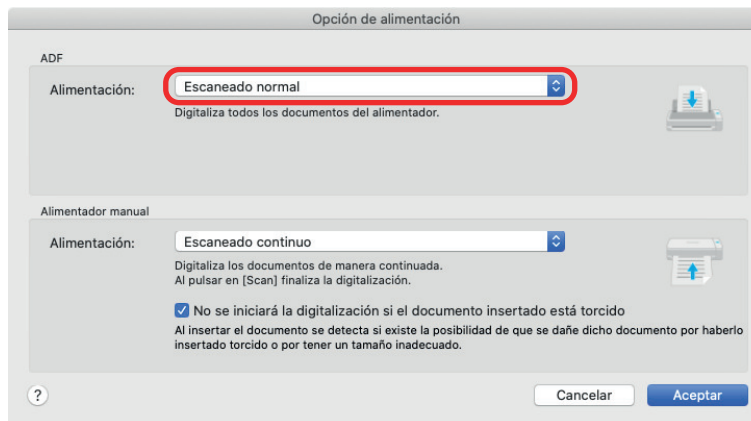 Opción de alimentación
ADF
Alimentación:
Escaneado normal
Digitaliza todos los documentos del alimentador.
Alimentador manual
Alimentación:
Escaneado continuo
Digitaliza los documentos de manera continuada.
Al pulsar en [Scan] finaliza la digitalización.
No se iniciará la digitalización si el documento insertado está torcido
Al insertar el documento se detecta si existe la posibilidad de que se dañe dicho documento por haberlo
insertado torcido o por tener un tamaño inadecuado.
?
Cancelar
Aceptar